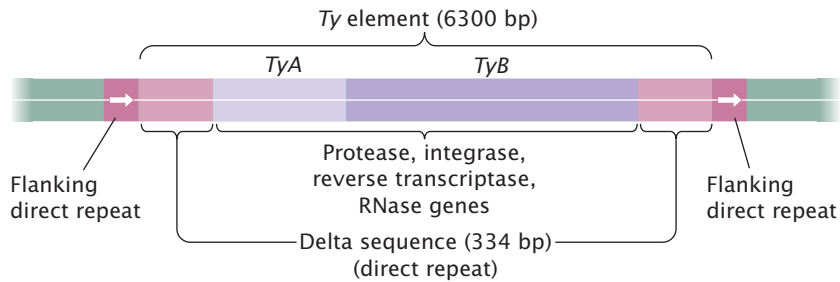 Ty element (6300 bp)
TyA
TyB
Protease, integrase,
reverse transcriptase,
RNase genes
Flanking
direct repeat
Flanking
direct repeat
Delta sequence (334 bp)
(direct repeat)